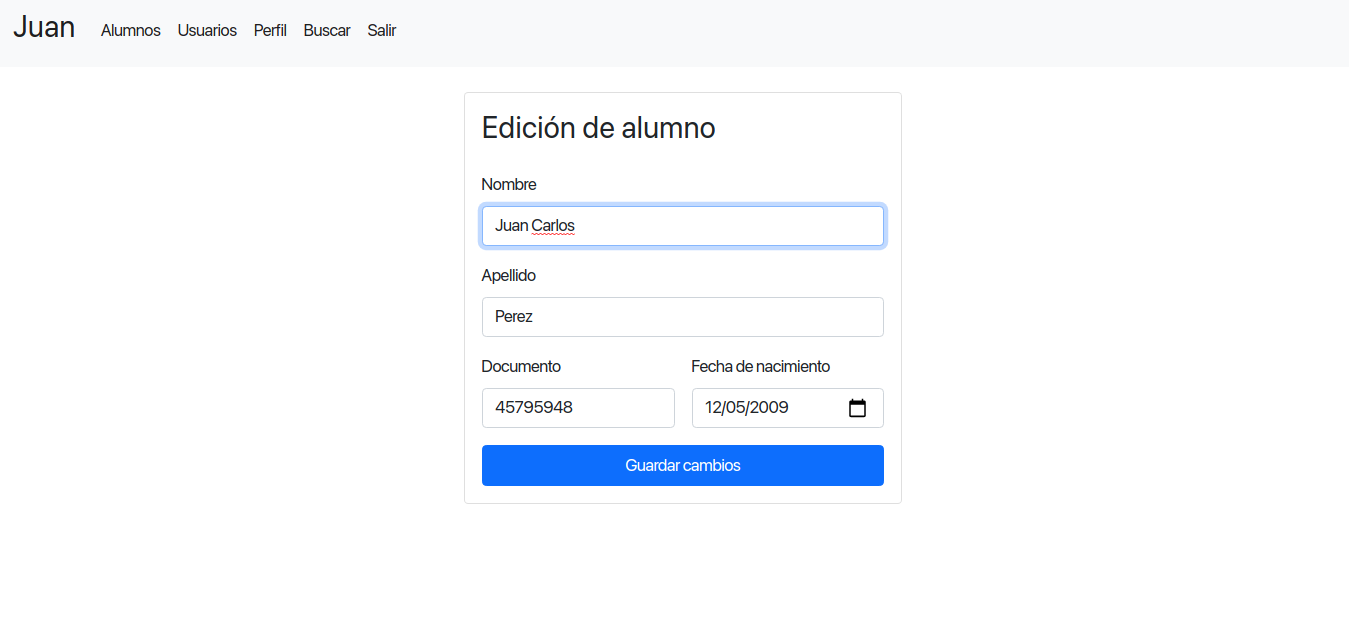 Juan Alumnos Usuarios Perfil Buscar Salir
Edición de alumno
Nombre
Juan Carlos
Apellido
Perez
Documento Fecha de nacimiento
45795948 12/05/2009
Guardar cambios